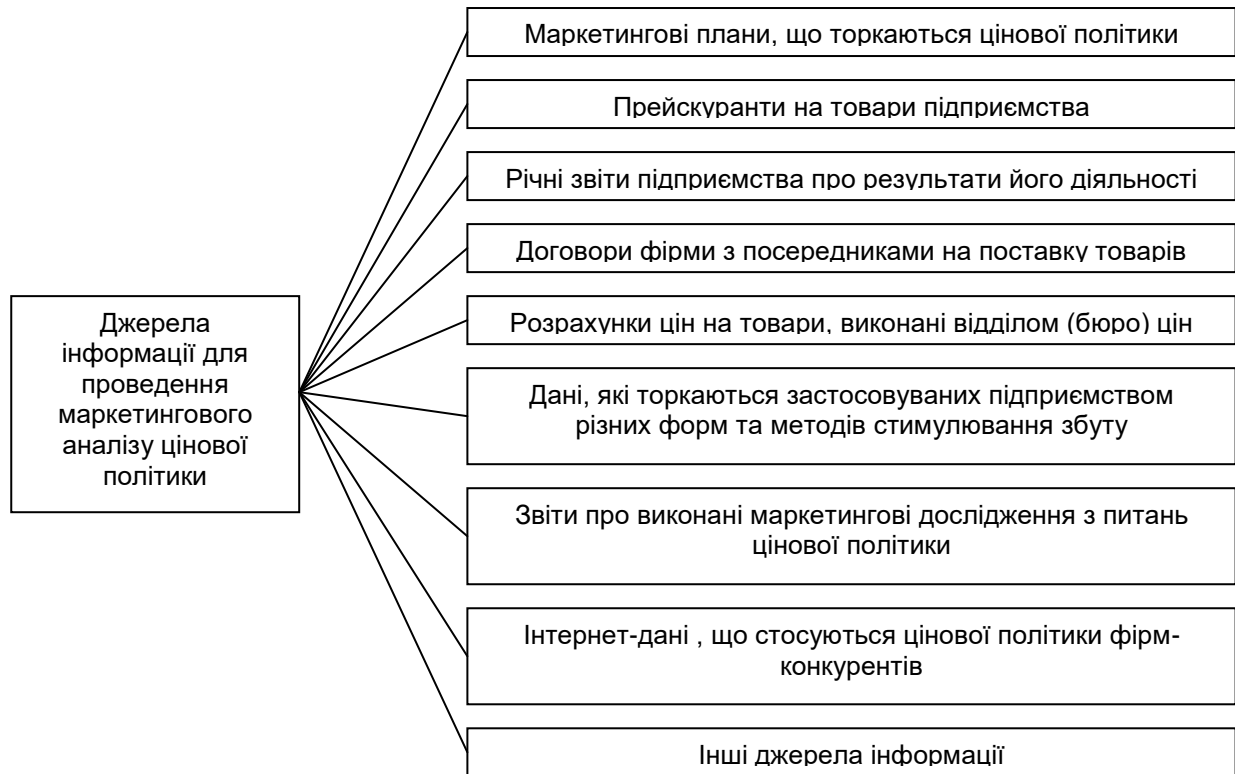 Маркетингові плани, що торкаються цінової політики
Прейскуранти на товари підприємства
Річні звіти підприємства про результати його діяльності
Договори фірми з посередниками на поставку товарів
Розрахунки цін на товари, виконані відділом (бюро) цін
Джерела
інформації для
проведення
маркетингового
аналізу цінової
політики
Дані, які торкаються застосовуваних підприємством
різних форм та методів стимулювання збуту
Звіти про виконані маркетингові дослідження з питань
цінової політики
Інтернет-дані , що стосуються цінової політики фірм-
конкурентів
Інші джерела інформації